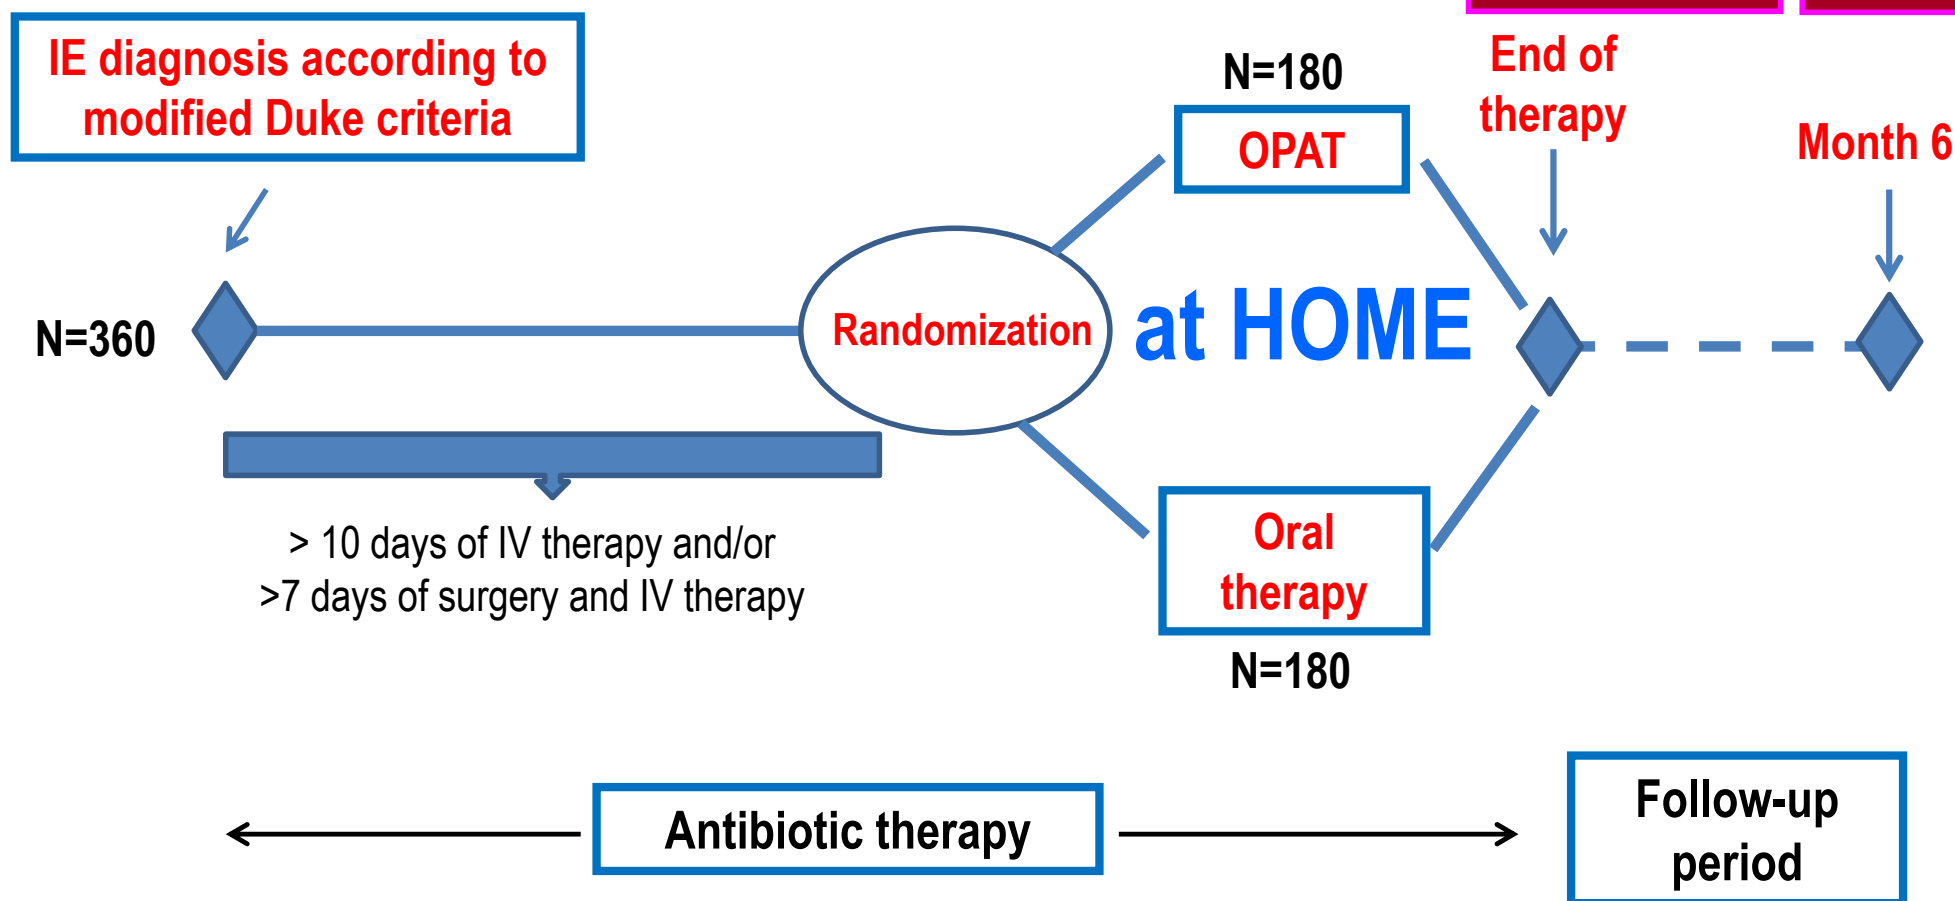 IE diagnosis according to
modified Duke criteria
N=180
OPAT
End of
therapy
Month 6
N=360
Randomization
at HOME
> 10 days of IV therapy and/or
>7 days of surgery and IV therapy
Oral
therapy
N=180
Antibiotic therapy
Follow-up
period